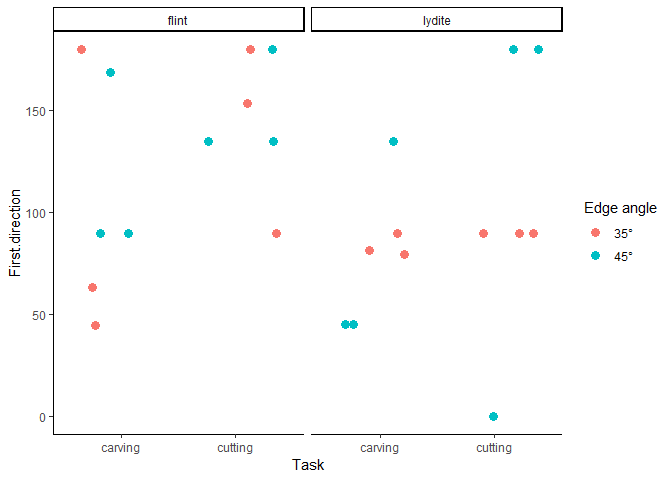 flint lydite
150
100
50
0
First.direction
carving cutting carving cutting
Task
Edge angle
35°
45°